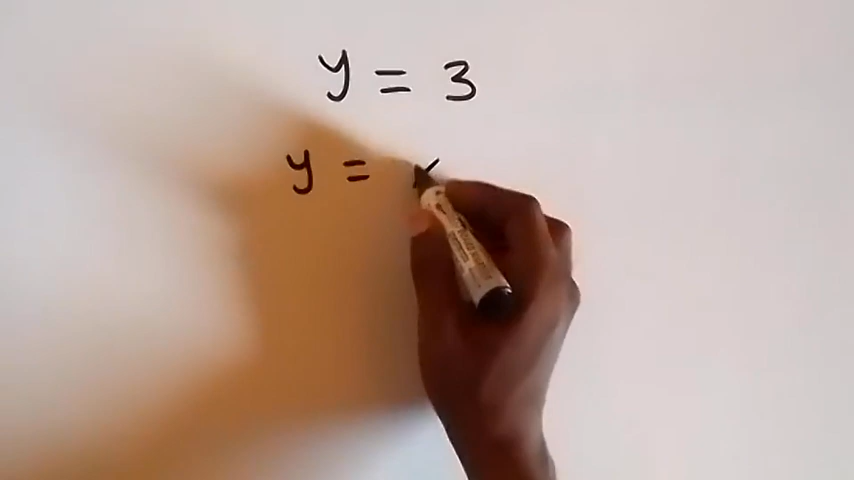 y = 3
y =